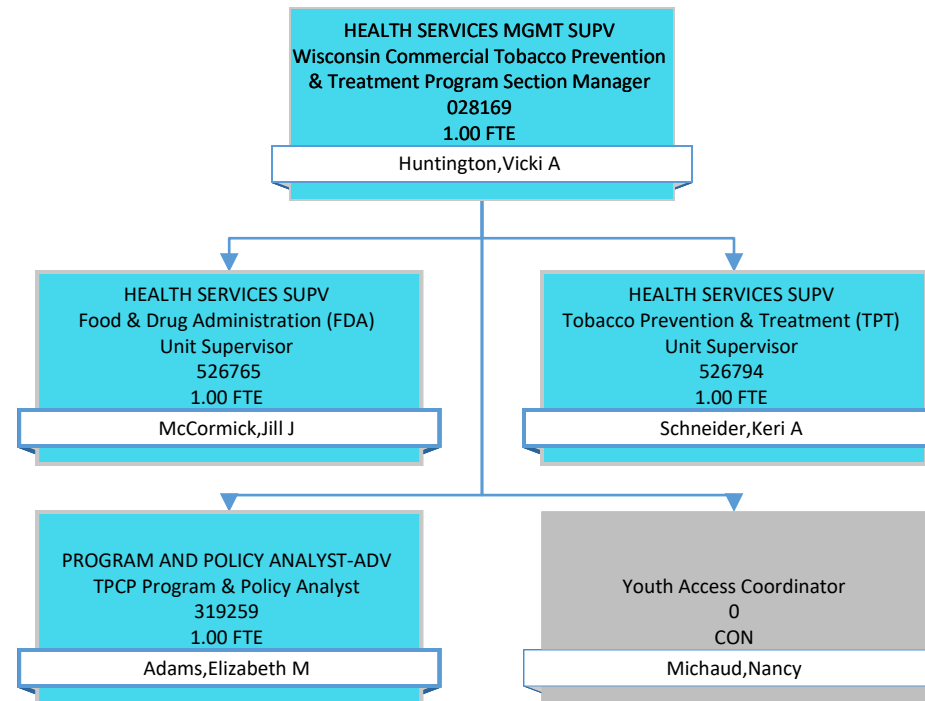 HEALTH SERVICES MGMT SUPV
Wisconsin Commercial Tobacco Prevention
& Treatment Program Section Manager
028169
1.00 FTE
Huntington,Vicki A
HEALTH SERVICES SUPV
Food & Drug Administration (FDA)
Unit Supervisor
526765
1.00 FTE
McCormick,Jill J
HEALTH SERVICES SUPV
Tobacco Prevention & Treatment (TPT)
Unit Supervisor
526794
1.00 FTE
Schneider,Keri A
PROGRAM AND POLICY ANALYST-ADV
TPCP Program & Policy Analyst
319259
1.00 FTE
Adams,Elizabeth M
Youth Access Coordinator
0
CON
Michaud,Nancy